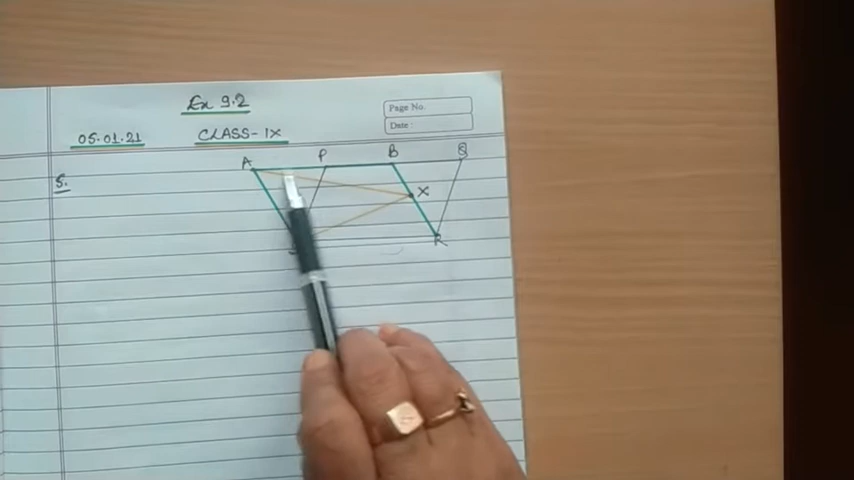 Ex 9.2
Page No.
Date :
05.01.21 CLASS-IX
5.
A P B Q
X
R